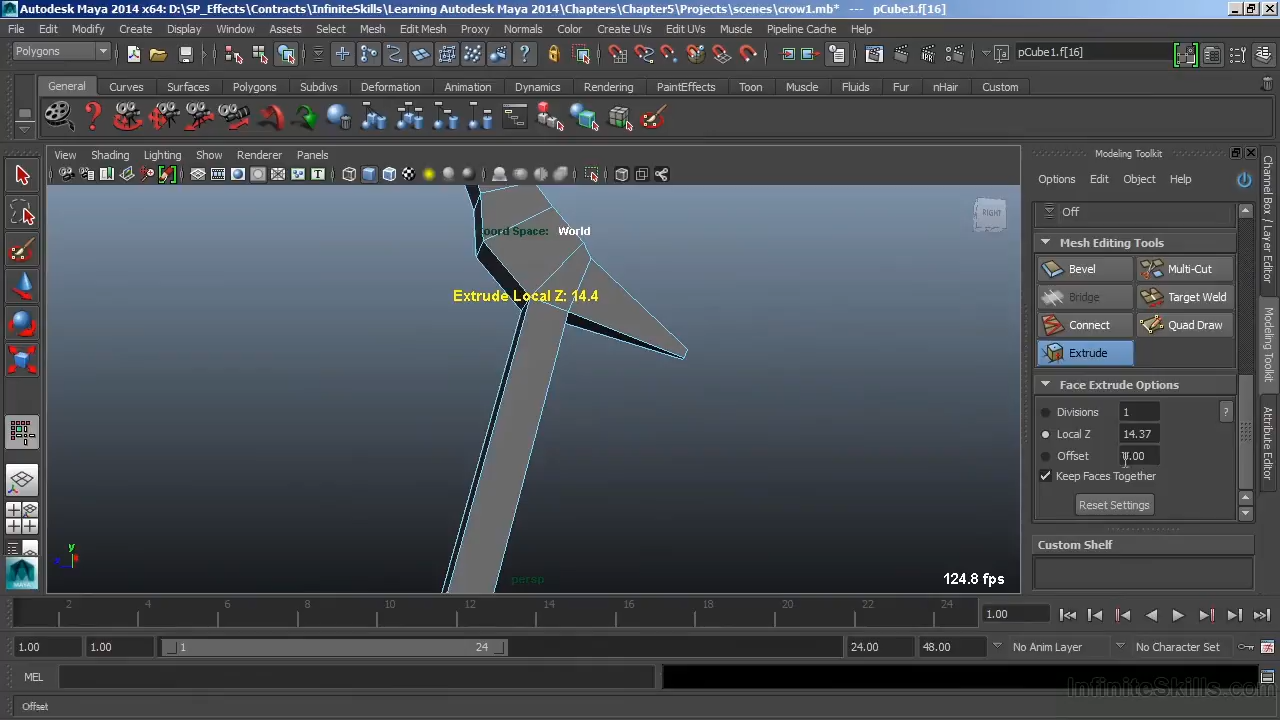 Autodesk Maya 2014 x64: D:\SP_Effects\Contracts\InfiniteSkills\Learning Autodesk Maya 2014\Chapters\Chapter5\Projects\scenes\crow1.mb*   ---   pCube1.f[16]
File Edit Modify Create Display Window Assets Select Mesh Edit Mesh Proxy Normals Color Create UVs Edit UVs Muscle Pipeline Cache Help
Polygons
pCube1.f[16]
General Curves Surfaces Polygons Subdivs Deformation Animation Dynamics Rendering PaintEffects Toon Muscle Fluids Fur nHair Custom
View Shading Lighting Show Renderer Panels
Modeling Toolkit
Options Edit Object Help
Off
Mesh Editing Tools
Bevel Multi-Cut
Bridge Target Weld
Connect Quad Draw
Extrude
Face Extrude Options
Divisions 1 ?
Local Z 14.37
Offset 0.00
Keep Faces Together
Reset Settings
Custom Shelf
Channel Box / Layer Editor
Modeling Toolkit
Attribute Editor
RIGHT
oord Space: World
Extrude Local Z: 14.4
y
x
persp
124.8 fps
2 4 6 8 10 12 14 16 18 20 22 24
1.00
1.00 1.00 1 24 24.00 48.00 No Anim Layer No Character Set
MEL
Offset
InfiniteSkills.com